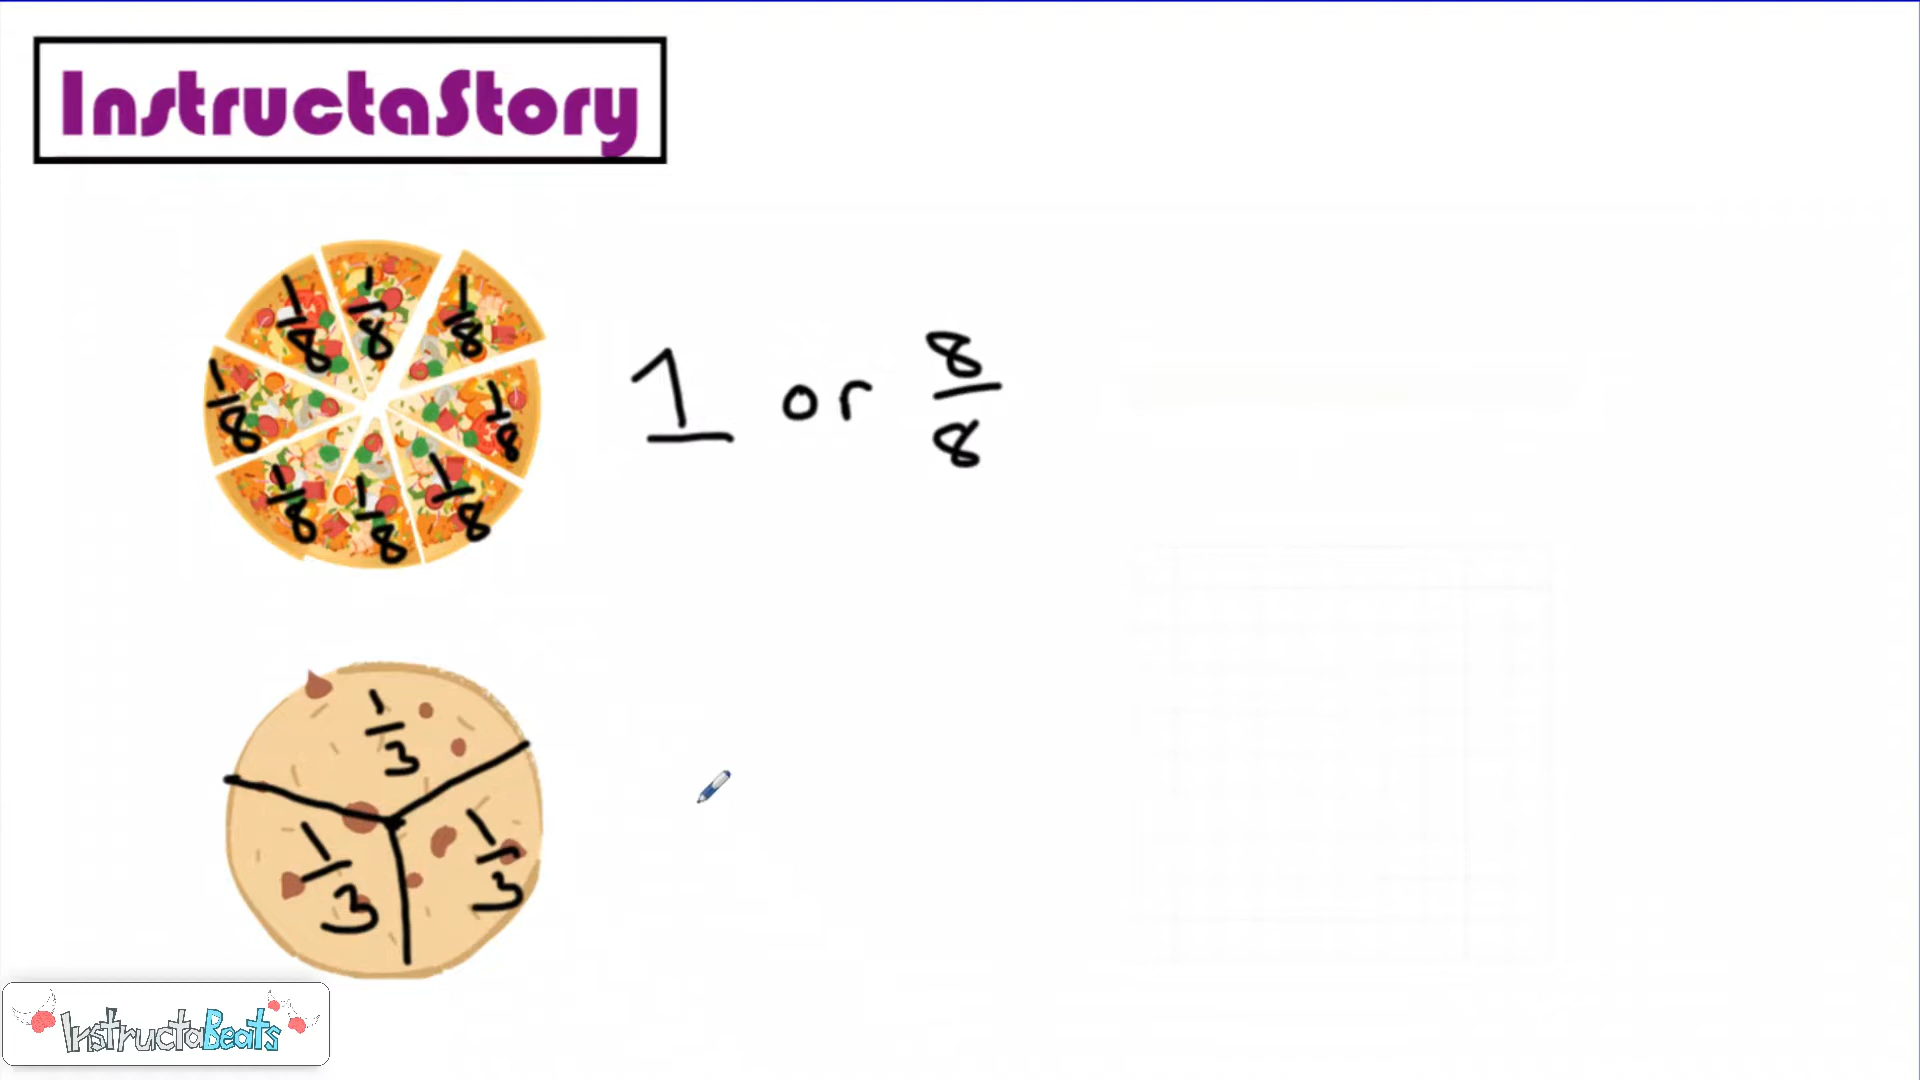 InstructaStory
1/8 1/8 1/8
1/8 1/8
1/8 1/8 1/8
1 or 8/8
1/3
1/3 1/3
InstructaBeats